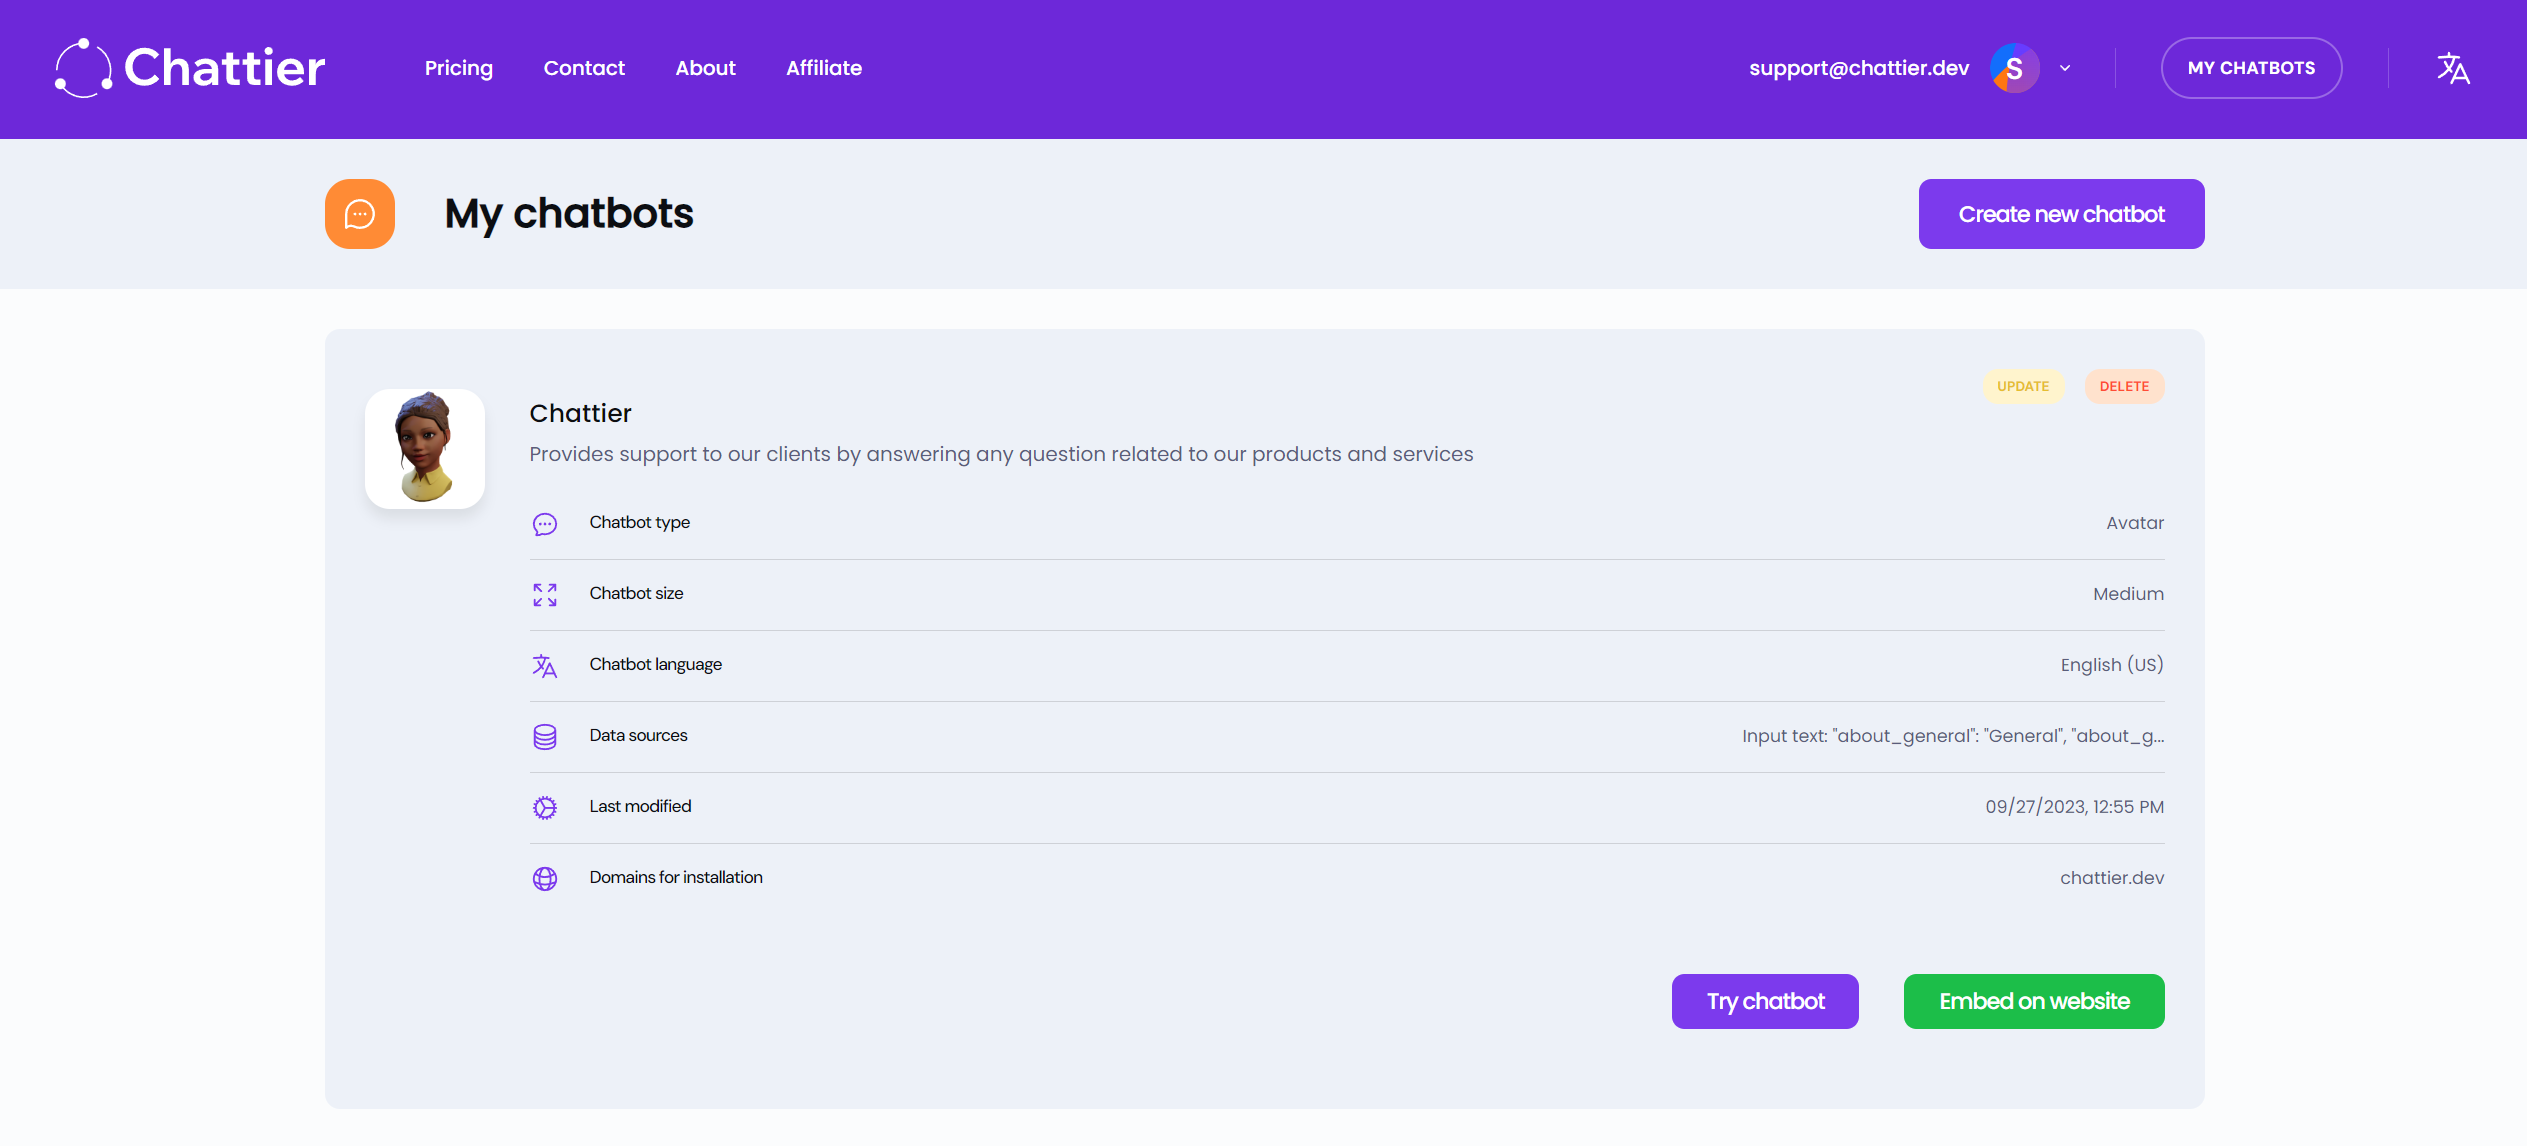 Chattier
Pricing
Contact
About
Affiliate
support@chattier.dev
S
MY CHATBOTS
My chatbots
Create new chatbot
UPDATE
DELETE
Chattier
Provides support to our clients by answering any question related to our products and services
Chatbot type
Avatar
Chatbot size
Medium
Chatbot language
English (US)
Data sources
Input text: "about_general": "General", "about_g...
Last modified
09/27/2023, 12:55 PM
Domains for installation
chattier.dev
Try chatbot
Embed on website